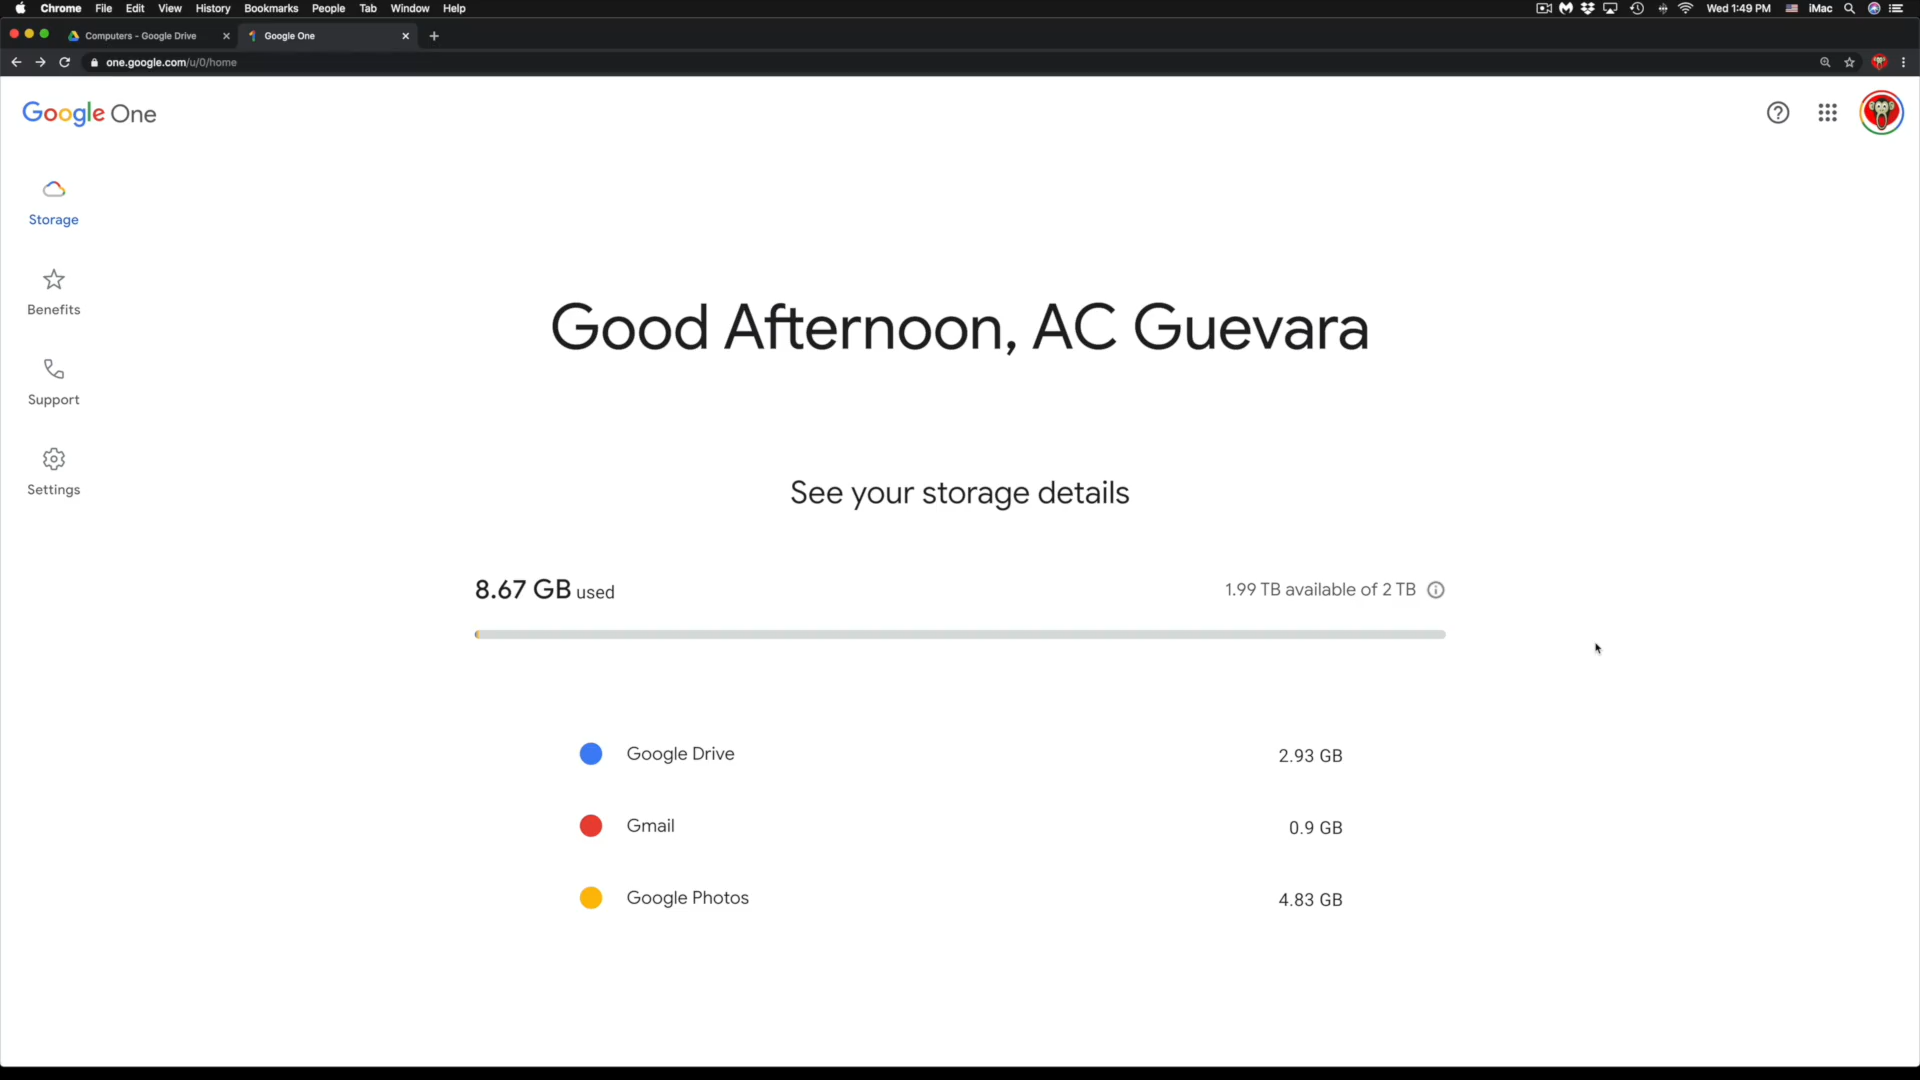 Chrome File Edit View History Bookmarks People Tab Window Help Wed 1:49 PM iMac
Computers - Google Drive Google One
one.google.com/u/0/home
Google One
Storage
Benefits
Support
Settings
Good Afternoon, AC Guevara
See your storage details
8.67 GB used 1.99 TB available of 2 TB
Google Drive 2.93 GB
Gmail 0.9 GB
Google Photos 4.83 GB